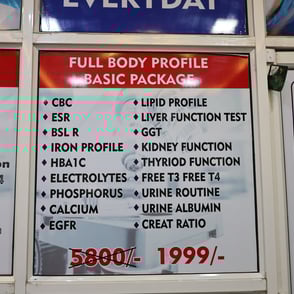 EVERYDAY
FULL BODY PROFILE
BASIC PACKAGE
♦ CBC
♦ ESR
♦ BSL R
♦ IRON PROFILE
♦ HBA1C
♦ ELECTROLYTES
♦ PHOSPHORUS
♦ CALCIUM
♦ EGFR
♦ LIPID PROFILE
♦ LIVER FUNCTION TEST
♦ GGT
♦ KIDNEY FUNCTION
♦ THYRIOD FUNCTION
♦ FREE T3 FREE T4
♦ URINE ROUTINE
♦ URINE ALBUMIN
♦ CREAT RATIO
5800/- 1999/-